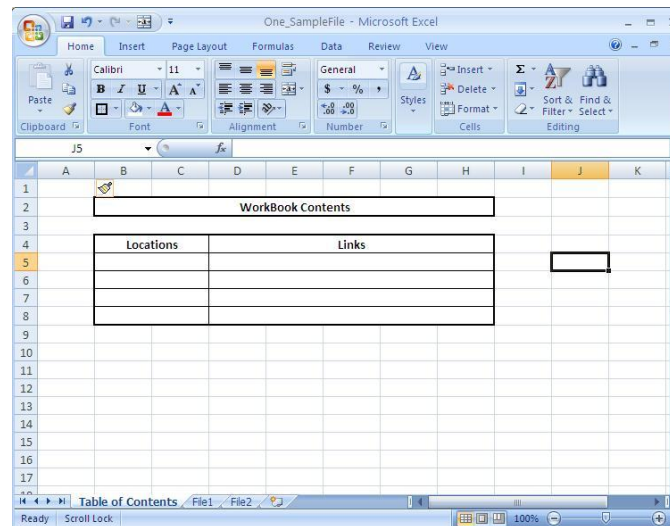 One_SampleFile - Microsoft Excel
Home Insert Page Layout Formulas Data Review View
Calibri 11 General Insert Σ
Paste B I U A A $ % , Styles Delete Sort & Find &
A .00 .00 Format Filter Select
Clipboard Font Alignment Number Cells Editing
J5 fx
A B C D E F G H I J K
1
2 WorkBook Contents
3
4 Locations Links
5
6
7
8
9
10
11
12
13
14
15
16
17
Table of Contents File1 File2
Ready Scroll Lock 100%